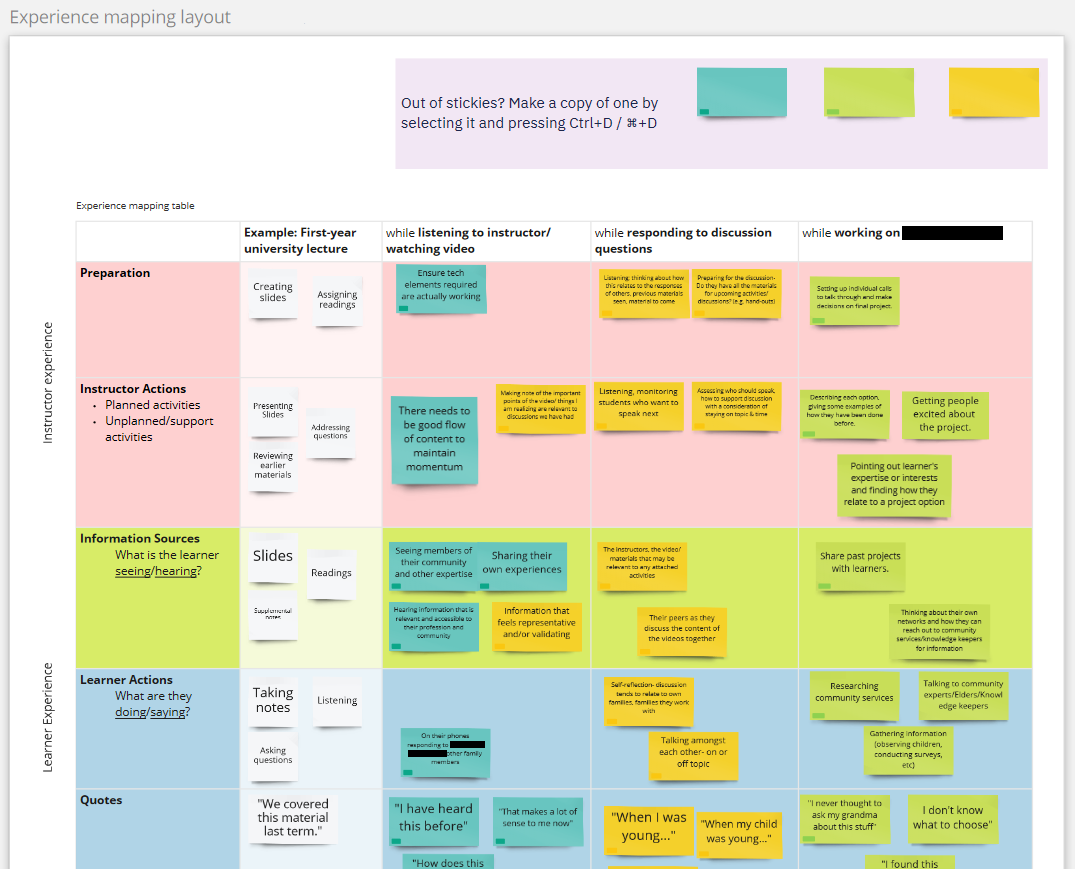 Experience mapping layout
Out of stickies? Make a copy of one by
selecting it and pressing Ctrl+D / ⌘+D
Experience mapping table
Example: First-year
university lecture
while listening to instructor/
watching video
while responding to discussion
questions
while working on
Instructor experience
Preparation
Creating
slides
Assigning
readings
Ensure tech
elements required
are actually working
Listening: thinking about how
this relates to the responses
of others, previous materials
seen, material to come
Preparing for the discussion-
Do they have all the materials
for upcoming activities/
discussions? (e.g. hand-outs)
Setting up individual calls
to talk through and make
decisions on final project.
Instructor Actions
• Planned activities
• Unplanned/support
activities
Presenting
Slides
Addressing
questions
Reviewing
earlier
materials
There needs to
be good flow
of content to
maintain
momentum
Making note of the important
points of the video/ things I
am realizing are relevant to
discussions we have had
Listening, monitoring
students who want to
speak next
Assessing who should speak,
how to support discussion
with a consideration of
staying on topic & time
Describing each option,
giving some examples of
how they have been done
before.
Getting people
excited about
the project.
Pointing out learner's
expertise or interests
and finding how they
relate to a project option
Learner Experience
Information Sources
What is the learner
seeing/hearing?
Slides
Readings
Supplemental
notes
Seeing members of
their community
and other expertise
Sharing their
own experiences
Hearing information that is
relevant and accessible to
their profession and
community
Information that
feels representative
and/or validating
The instructors, the video/
materials that may be
relevant to any attached
activities
Their peers as they
discuss the content of
the videos together
Share past projects
with learners.
Thinking about their own
networks and how they can
reach out to community
services/knowledge keepers
for information
Learner Actions
What are they
doing/saying?
Taking
notes
Listening
Asking
questions
On their phones
responding to
other family
members
Self-reflection- discussion
tends to relate to own
families, families they work
with
Talking amongst
each other- on or
off topic
Researching
community services
Talking to community
experts/Elders/Knowl
edge keepers
Gathering information
(observing children,
conducting surveys,
etc)
Quotes
"We covered
this material
last term."
"I have heard
this before"
"That makes a lot of
sense to me now"
"How does this
"When I was
young..."
"When my child
was young..."
"I never thought to
ask my grandma
about this stuff"
I don't know
what to choose"
"I found this